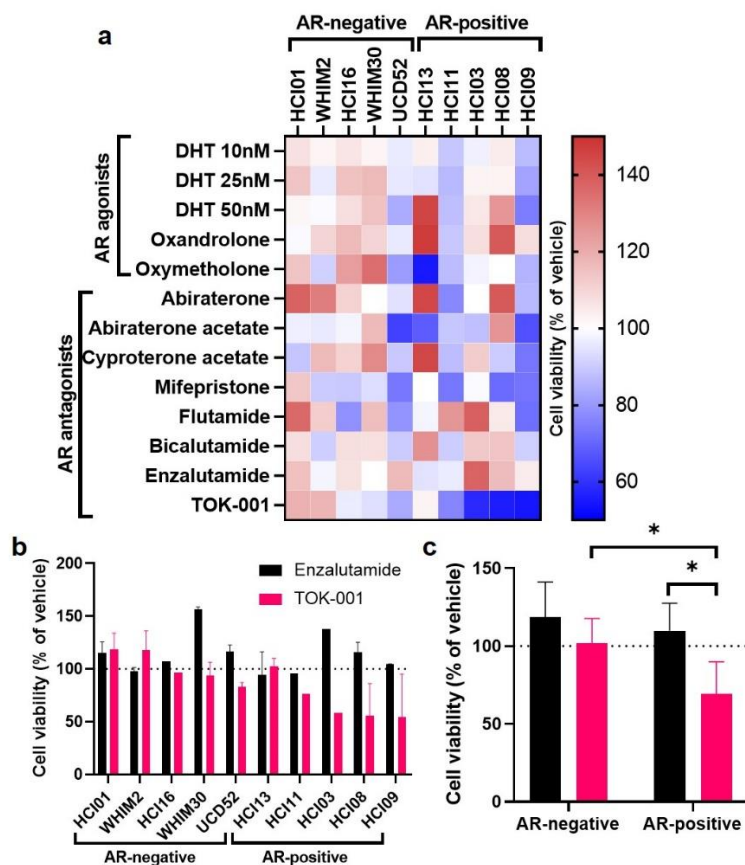 a
AR-negative AR-positive
HCI01 WHIM2 HCI16 WHIM30 UCD52 HCI13 HCI11 HCI03 HCI08 HCI09
AR agonists
DHT 10nM
DHT 25nM
DHT 50nM
Oxandrolone
Oxymetholone
AR antagonists
Abiraterone
Abiraterone acetate
Cyproterone acetate
Mifepristone
Flutamide
Bicalutamide
Enzalutamide
TOK-001
140
120
100
80
60
Cell viability (% of vehicle)
b
Cell viability (% of vehicle)
200
150
100
50
0
Enzalutamide
TOK-001
HCI01 WHIM2 HCI16 WHIM30 UCD52 HCI13 HCI11 HCI03 HCI08 HCI09
AR-negative AR-positive
c
Cell viability (% of vehicle)
150
100
50
0
*
*
AR-negative AR-positive